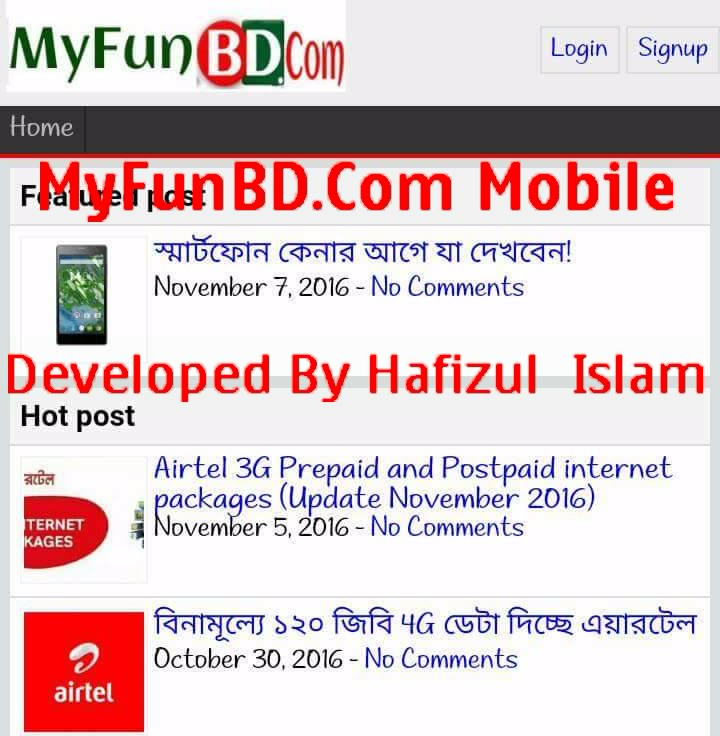 MyFunBD.Com
Login
Signup
Home
Featured post
MyFunBD.Com Mobile
স্মার্টফোন কেনার আগে যা দেখবেন!
November 7, 2016 - No Comments
Developed By Hafizul Islam
Hot post
রটেল
TERNET
KAGES
Airtel 3G Prepaid and Postpaid internet
packages (Update November 2016)
November 5, 2016 - No Comments
airtel
বিনামূল্যে ১২০ জিবি 4G ডেটা দিচ্ছে এয়ারটেল
October 30, 2016 - No Comments